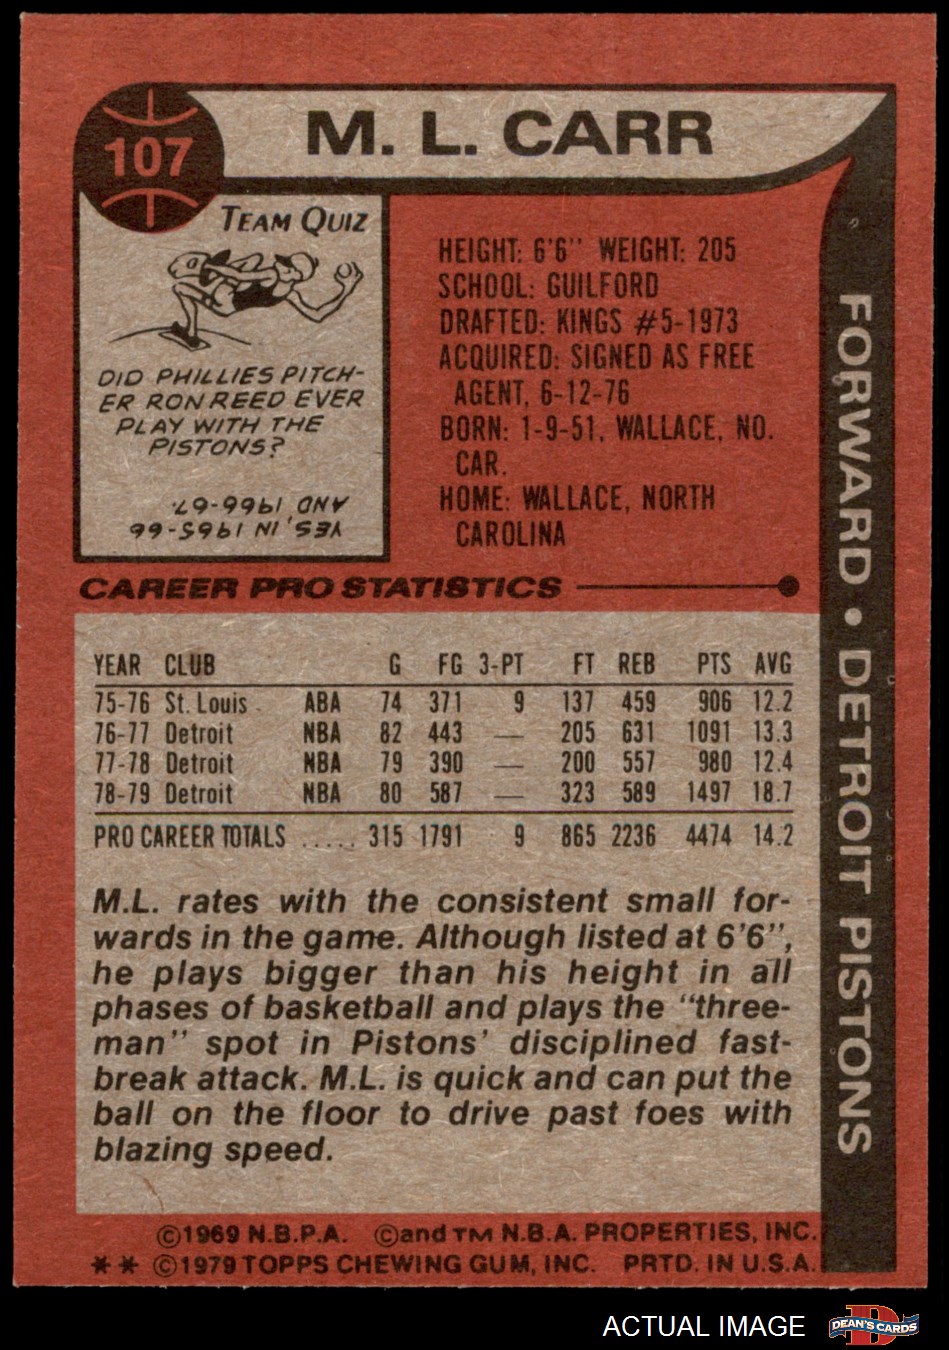 107
M. L. CARR
TEAM QUIZ
DID PHILLIES PITCH-
ER RON REED EVER
PLAY WITH THE
PISTONS?
YES, IN 1965-66
AND 1966-67.
HEIGHT: 6'6" WEIGHT: 205
SCHOOL: GUILFORD
DRAFTED: KINGS #5-1973
ACQUIRED: SIGNED AS FREE
AGENT, 6-12-76
BORN: 1-9-51, WALLACE, NO.
CAR.
HOME: WALLACE, NORTH
CAROLINA
FORWARD • DETROIT PISTONS
CAREER PRO STATISTICS
YEAR CLUB G FG 3-PT FT REB PTS AVG
75-76 St. Louis ABA 74 371 9 137 459 906 12.2
76-77 Detroit NBA 82 443 — 205 631 1091 13.3
77-78 Detroit NBA 79 390 — 200 557 980 12.4
78-79 Detroit NBA 80 587 — 323 589 1497 18.7
PRO CAREER TOTALS ..... 315 1791 9 865 2236 4474 14.2
M.L. rates with the consistent small for-
wards in the game. Although listed at 6'6",
he plays bigger than his height in all
phases of basketball and plays the "three-
man" spot in Pistons' disciplined fast-
break attack. M.L. is quick and can put the
ball on the floor to drive past foes with
blazing speed.
©1969 N.B.P.A. ©and TM N.B.A. PROPERTIES, INC.
** ©1979 TOPPS CHEWING GUM, INC. PRTD. IN U.S.A.
ACTUAL IMAGE
D
DEAN'S CARDS